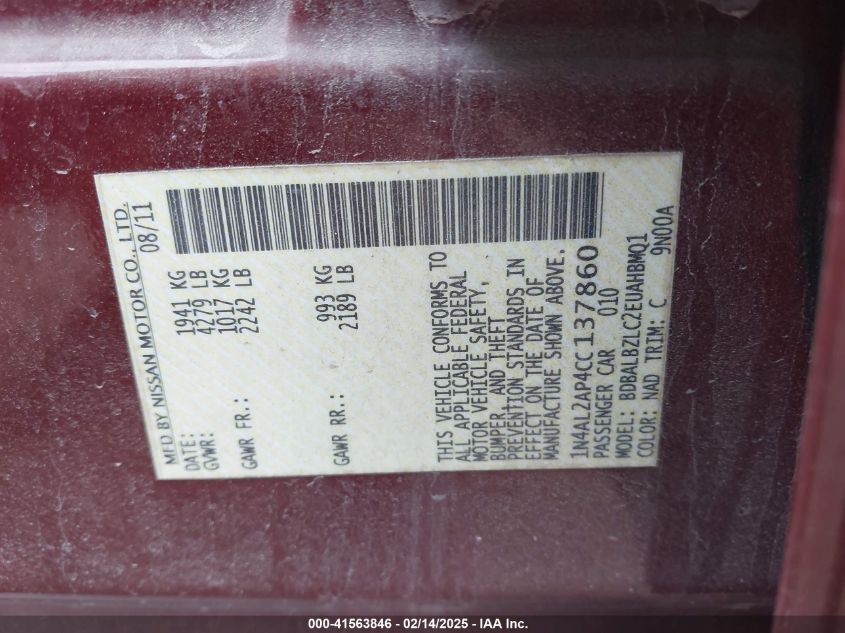 MFD BY NISSAN MOTOR CO., LTD.
DATE: 08/11
GVWR: 1941 KG
4279 LB
GAWR FR.: 1017 KG
2242 LB
GAWR RR.: 993 KG
2189 LB
THIS VEHICLE CONFORMS TO
ALL APPLICABLE FEDERAL
MOTOR VEHICLE SAFETY,
BUMPER, AND THEFT
PREVENTION STANDARDS IN
EFFECT ON THE DATE OF
MANUFACTURE SHOWN ABOVE.
1N4AL2AP4CC137860
PASSENGER CAR 010
MODEL: BDBALBZLC2EUAHBMQ1
COLOR: NAD TRIM: C 9N00A
000-41563846 - 02/14/2025 - IAA Inc.